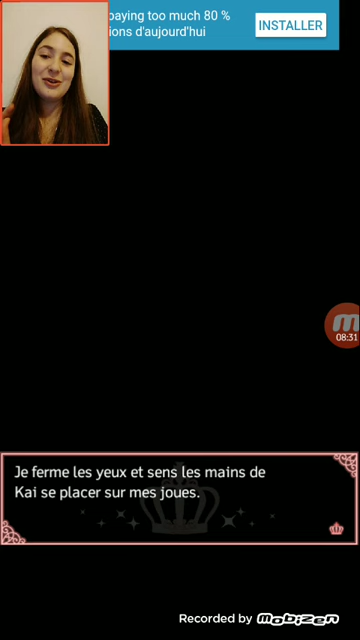 paying too much 80 %
ions d'aujourd'hui
INSTALLER
08:31
Je ferme les yeux et sens les mains de
Kai se placer sur mes joues.
Recorded by Mobizen